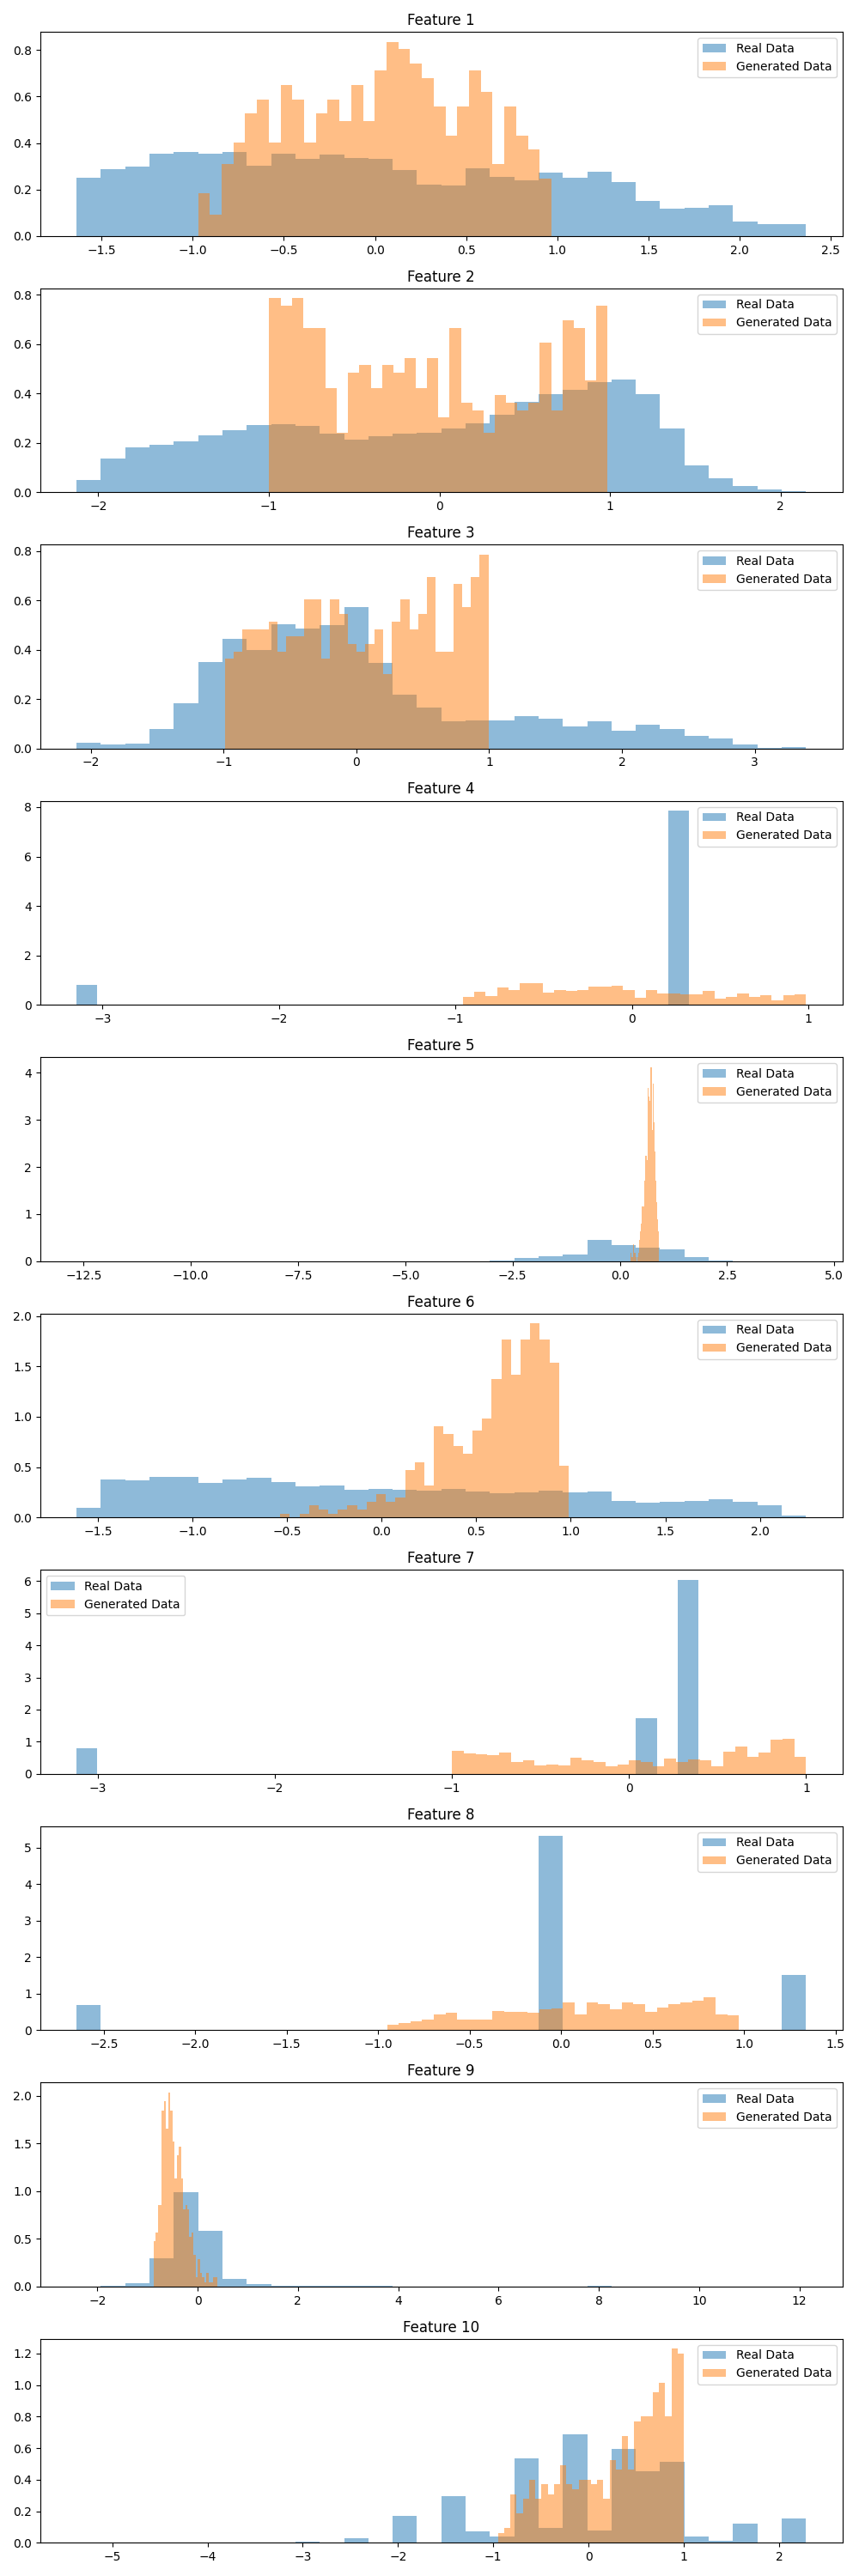 Feature 1
0.8
0.6
0.4
0.2
0.0
Real Data
Generated Data
−1.5 −1.0 −0.5 0.0 0.5 1.0 1.5 2.0 2.5
Feature 2
0.8
0.6
0.4
0.2
0.0
Real Data
Generated Data
−2 −1 0 1 2
Feature 3
0.8
0.6
0.4
0.2
0.0
Real Data
Generated Data
−2 −1 0 1 2 3
Feature 4
8
6
4
2
0
Real Data
Generated Data
−3 −2 −1 0 1
Feature 5
4
3
2
1
0
Real Data
Generated Data
−12.5 −10.0 −7.5 −5.0 −2.5 0.0 2.5 5.0
Feature 6
2.0
1.5
1.0
0.5
0.0
Real Data
Generated Data
−1.5 −1.0 −0.5 0.0 0.5 1.0 1.5 2.0
Feature 7
6
5
4
3
2
1
0
Real Data
Generated Data
−3 −2 −1 0 1
Feature 8
5
4
3
2
1
0
Real Data
Generated Data
−2.5 −2.0 −1.5 −1.0 −0.5 0.0 0.5 1.0 1.5
Feature 9
2.0
1.5
1.0
0.5
0.0
Real Data
Generated Data
−2 0 2 4 6 8 10 12
Feature 10
1.2
1.0
0.8
0.6
0.4
0.2
0.0
Real Data
Generated Data
−5 −4 −3 −2 −1 0 1 2